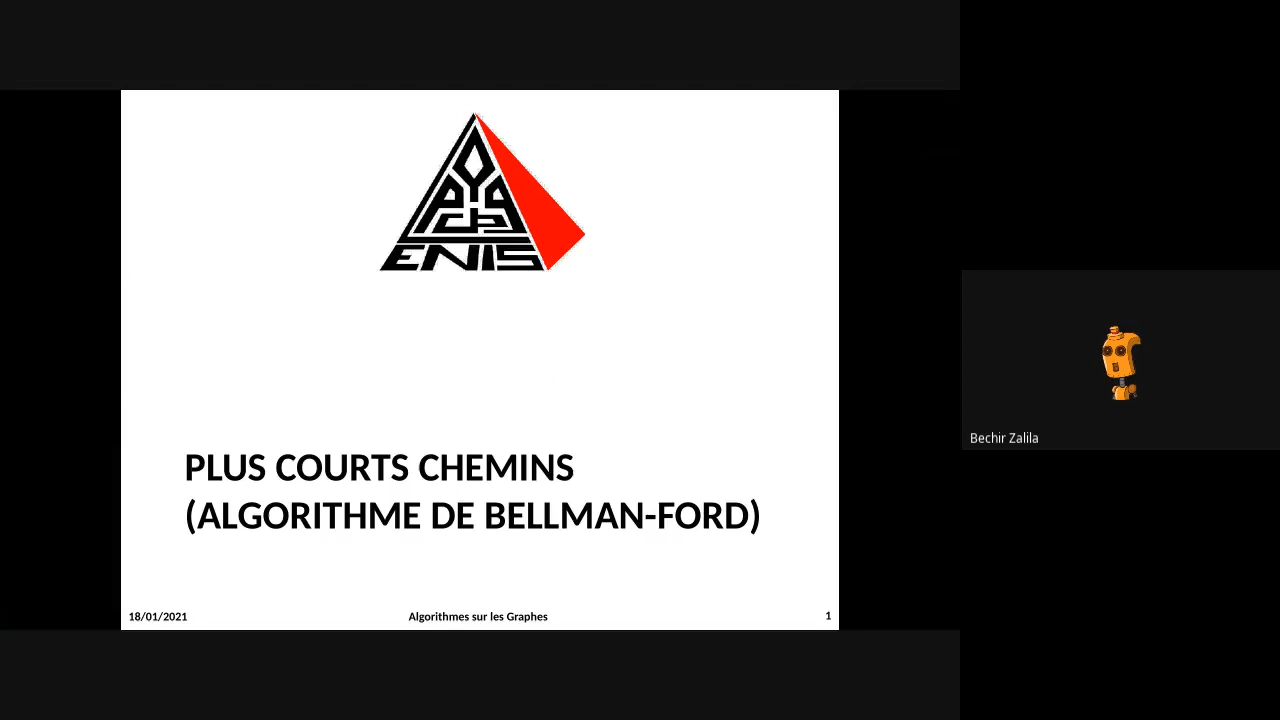 ENIS
PLUS COURTS CHEMINS
(ALGORITHME DE BELLMAN-FORD)
18/01/2021
Algorithmes sur les Graphes
1
Bechir Zalila